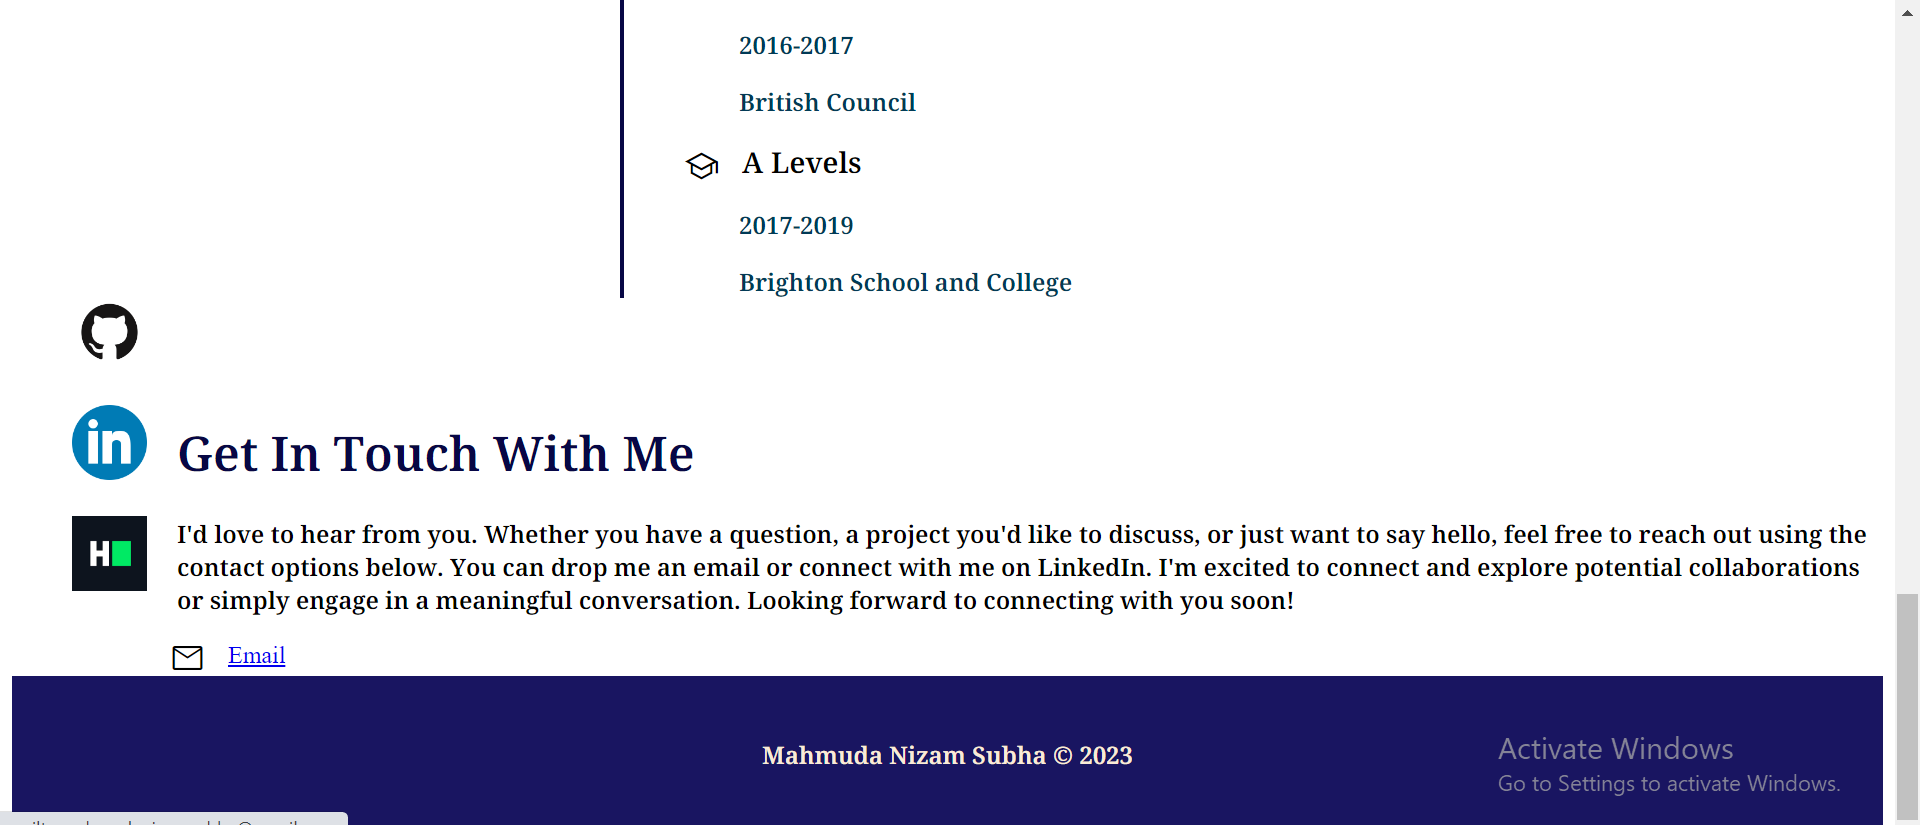 2016-2017
British Council
A Levels
2017-2019
Brighton School and College
in
Get In Touch With Me
H
I'd love to hear from you. Whether you have a question, a project you'd like to discuss, or just want to say hello, feel free to reach out using the
contact options below. You can drop me an email or connect with me on LinkedIn. I'm excited to connect and explore potential collaborations
or simply engage in a meaningful conversation. Looking forward to connecting with you soon!
Email
Mahmuda Nizam Subha © 2023
Activate Windows
Go to Settings to activate Windows.